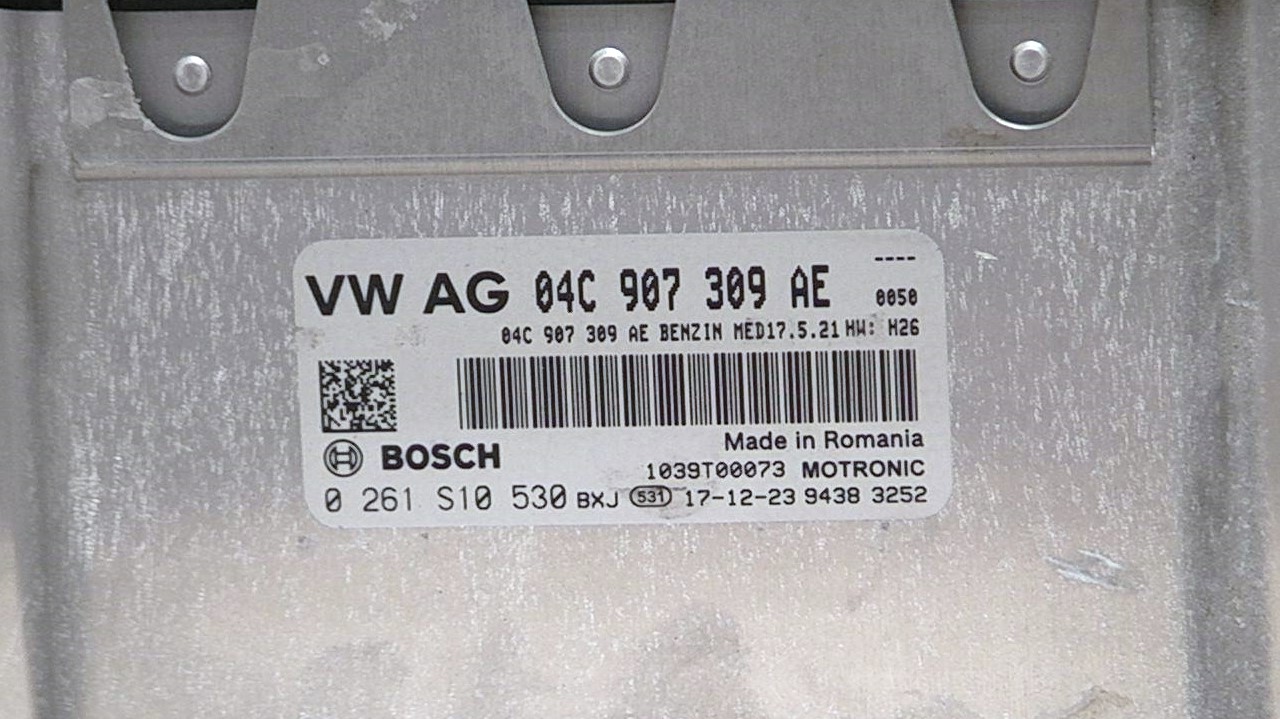 VW AG 04C 907 309 AE ----
0050
04C 907 309 AE BENZIN MED17.5.21 HW: H26
BOSCH
Made in Romania
1039T00073 MOTRONIC
0 261 S10 530 BXJ 531 17-12-23 9438 3252